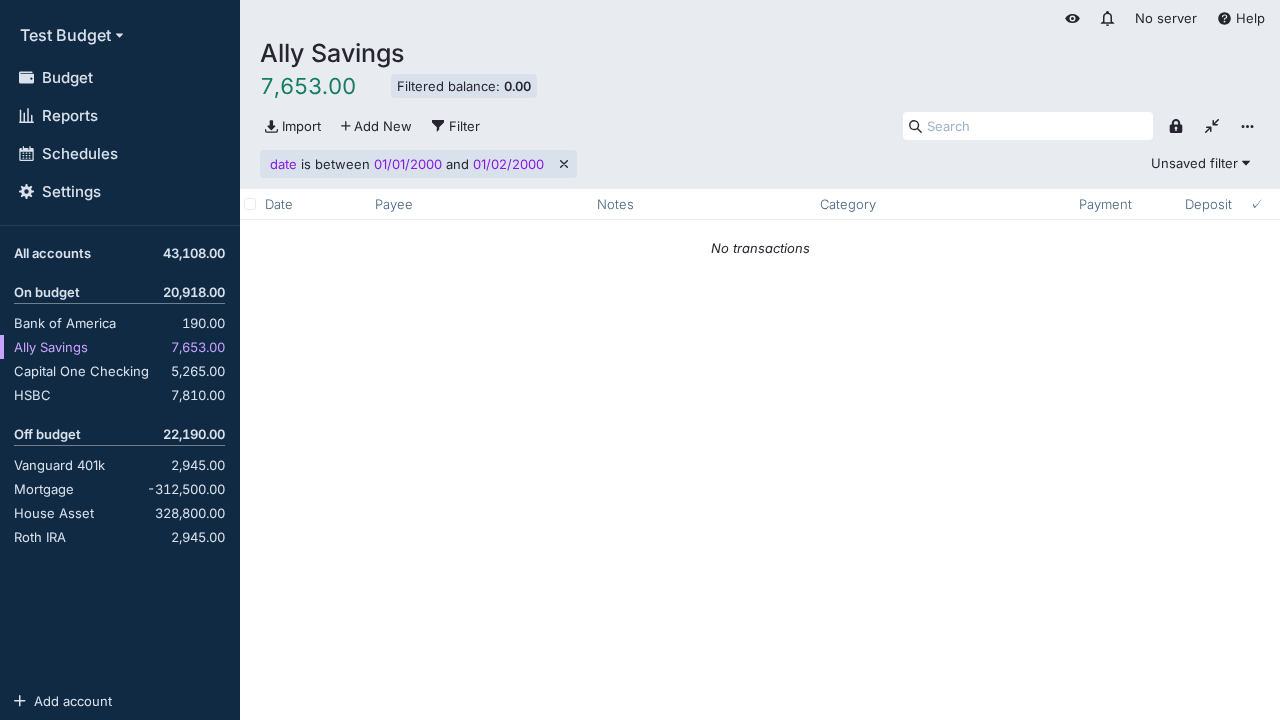 Test Budget
Budget
Reports
Schedules
Settings
All accounts 43,108.00
On budget 20,918.00
Bank of America 190.00
Ally Savings 7,653.00
Capital One Checking 5,265.00
HSBC 7,810.00
Off budget 22,190.00
Vanguard 401k 2,945.00
Mortgage -312,500.00
House Asset 328,800.00
Roth IRA 2,945.00
Add account
No server Help
Ally Savings
7,653.00 Filtered balance: 0.00
Import Add New Filter Search
date is between 01/01/2000 and 01/02/2000 Unsaved filter
Date Payee Notes Category Payment Deposit ✓
No transactions